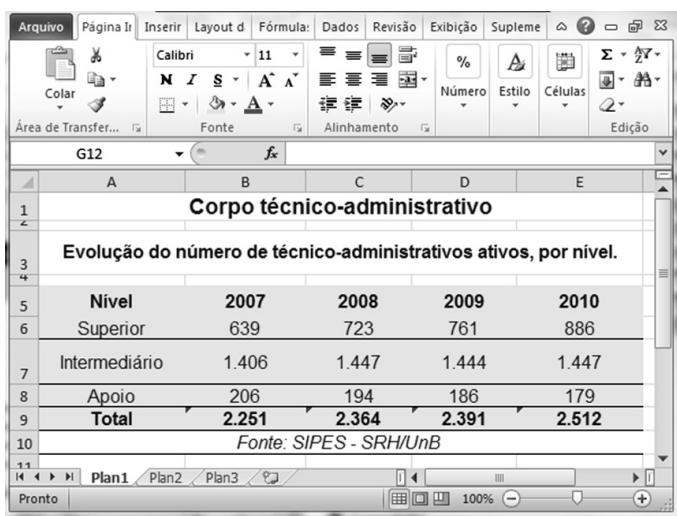 Arquivo Página Ir Inserir Layout d Fórmula: Dados Revisão Exibição Supleme
Calibri 11
N I S A A
A
Colar
% Número Estilo Células
Σ
Área de Transfer... Fonte Alinhamento Edição
G12 fx
A B C D E
1 Corpo técnico-administrativo
2
3 Evolução do número de técnico-administrativos ativos, por nível.
4
5 Nível 2007 2008 2009 2010
6 Superior 639 723 761 886
7 Intermediário 1.406 1.447 1.444 1.447
8 Apoio 206 194 186 179
9 Total 2.251 2.364 2.391 2.512
10 Fonte: SIPES - SRH/UnB
11
Plan1 Plan2 Plan3
Pronto 100%